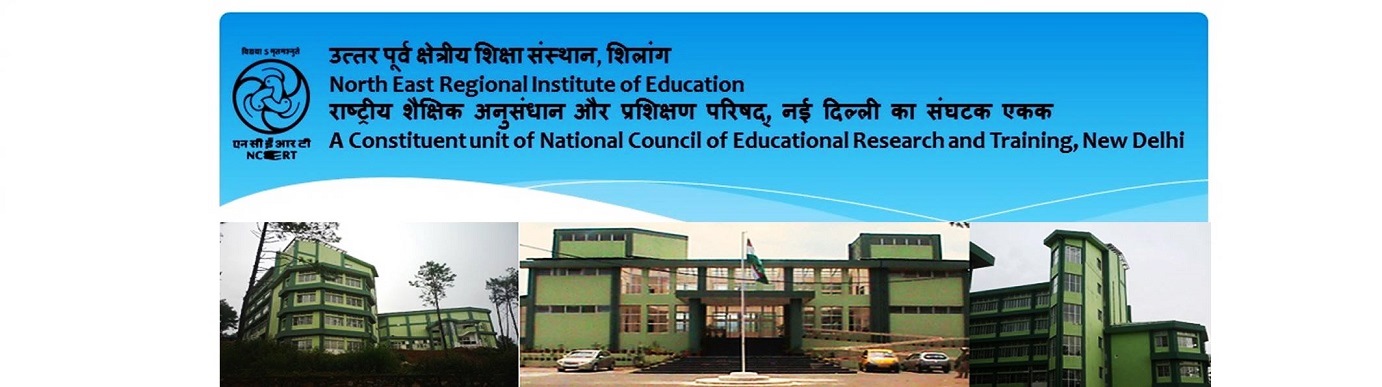 उत्तर पूर्व क्षेत्रीय शिक्षा संस्थान, शिलांग
North East Regional Institute of Education
राष्ट्रीय शैक्षिक अनुसंधान और प्रशिक्षण परिषद्, नई दिल्ली का संघटक एकक
A Constituent unit of National Council of Educational Research and Training, New Delhi
एन सी ई आर टी
NCERT